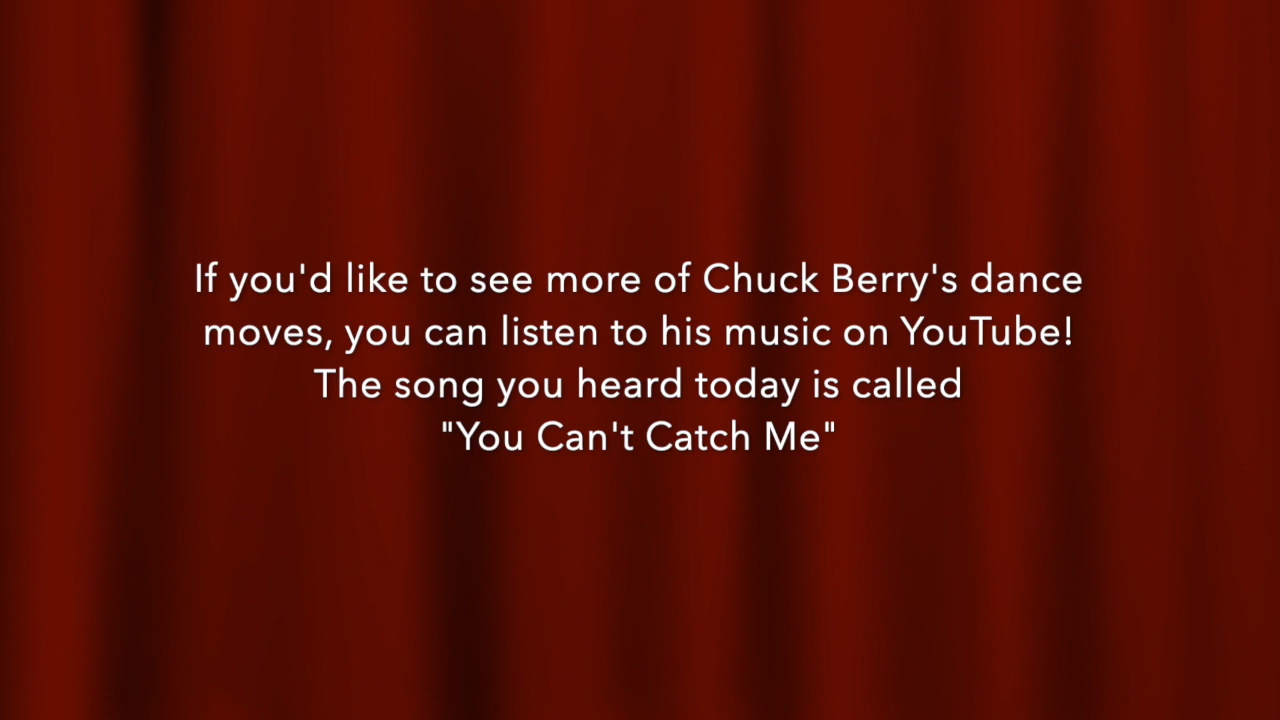 If you'd like to see more of Chuck Berry's dance
moves, you can listen to his music on YouTube!
The song you heard today is called
"You Can't Catch Me"